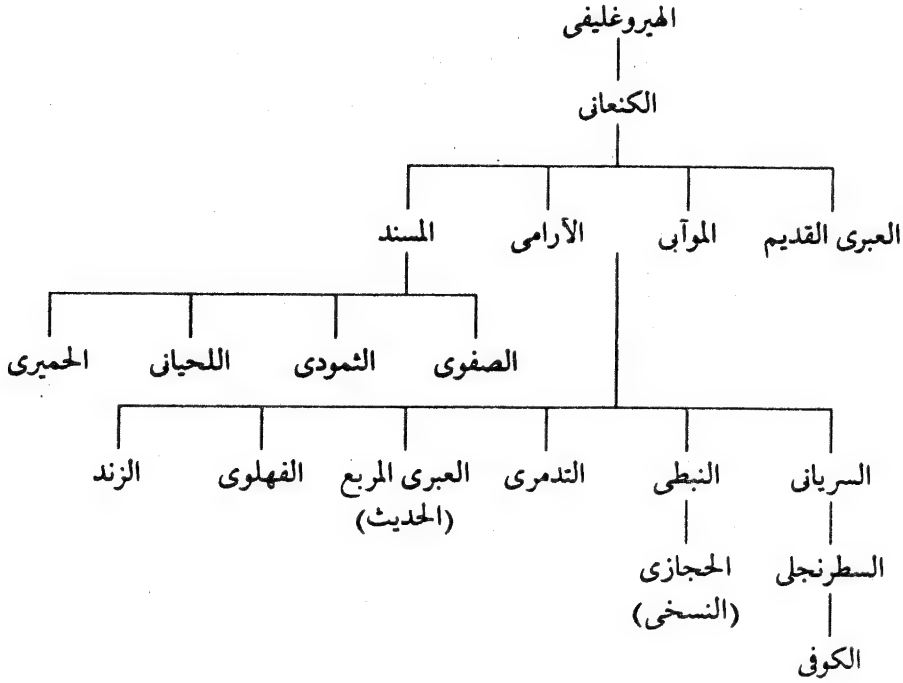 الهيروغليفى
الكنعانى
العبرى القديم الموآبى الآرامى المسند
الصفوى الثمودى اللحيانى الحميرى
السريانى النبطى التدمرى العبرى المربع الفهلوى الزند
(الحديث)
السطرنجلى الحجازى
(النسخى)
الكوفى